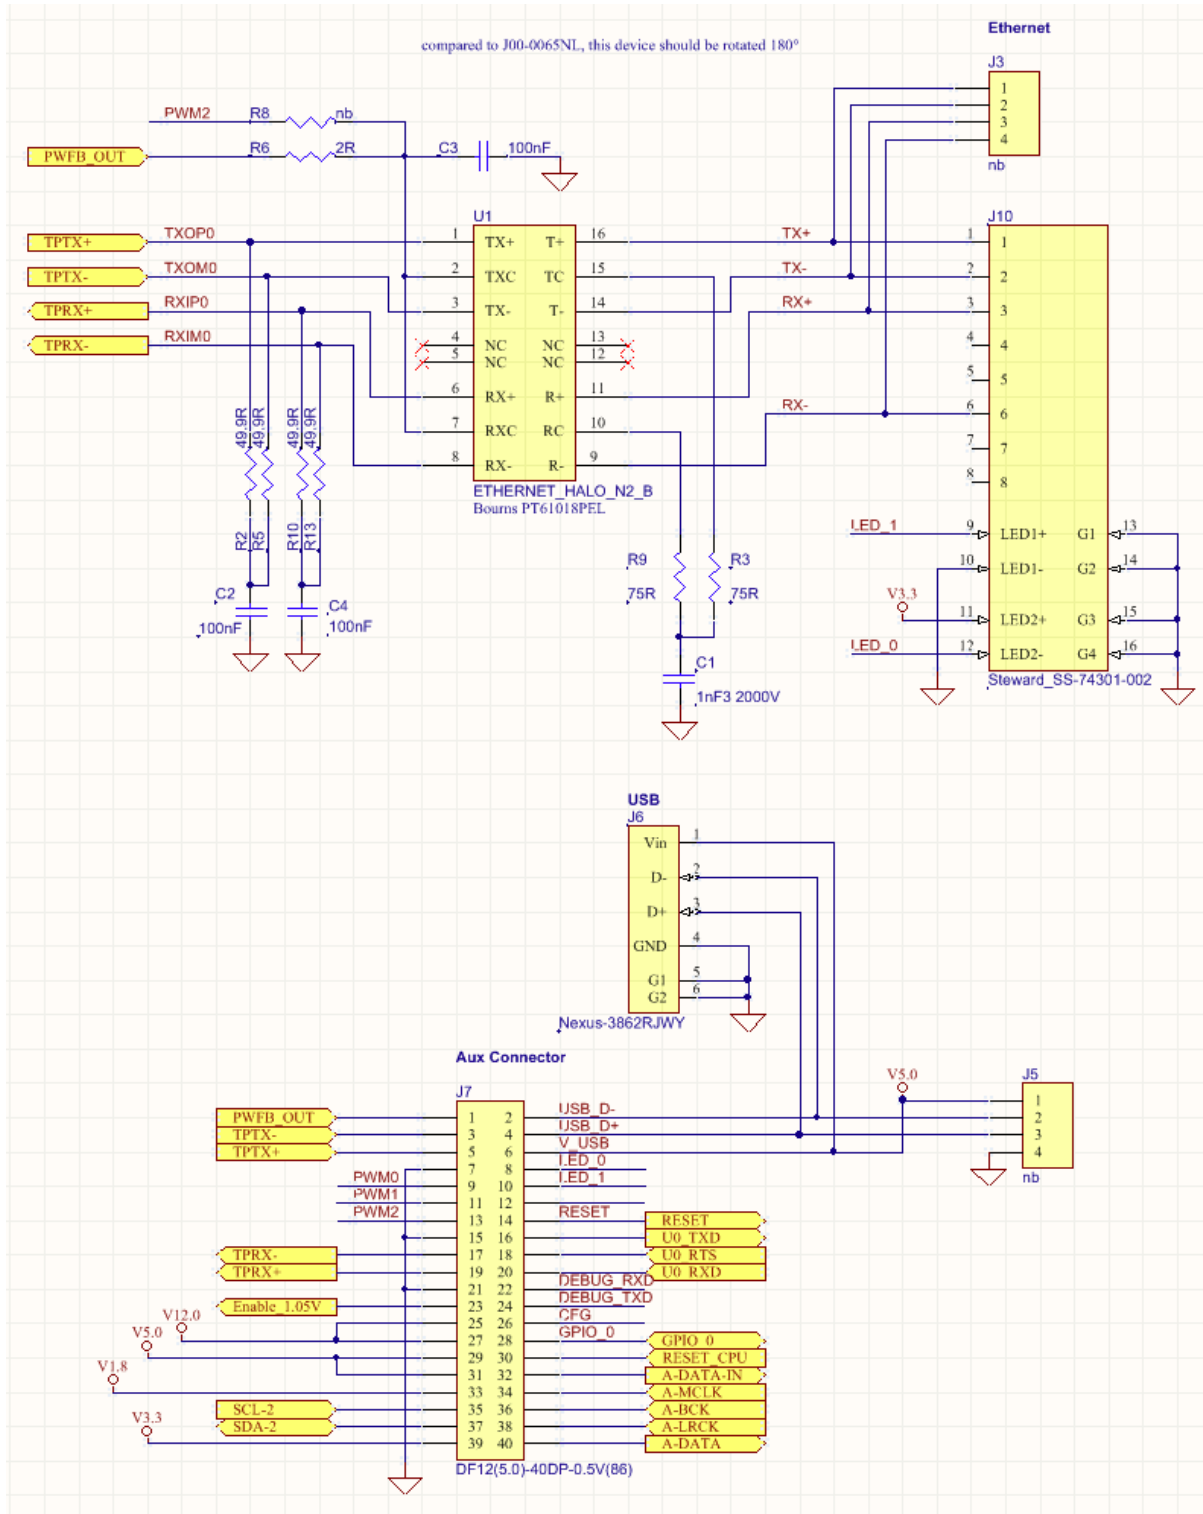 Ethernet
compared to J00-0065NL, this device should be rotated 180°
J3
1
2
3
4
nb
PWM2 R8 nb
PWFB_OUT R6 2R C3 100nF
U1
J10
TPTX+ TXOP0 1 TX+ T+ 16 TX+ 1 1
TPTX- TXOM0 2 TXC TC 15 TX- 2 2
TPRX+ RXIP0 3 TX- T- 14 RX+ 3 3
TPRX- RXIM0 4 NC NC 13 4 4
5 NC NC 12 5 5
6 RX+ R+ 11 RX- 6 6
7 RXC RC 10 7 7
8 RX- R- 9 8 8
ETHERNET_HALO_N2_B
Bourns PT61018PEL
49.9R 49.9R 49.9R 49.9R
R2 R5 R10 R13
LED_1 9 LED1+ G1 13
10 LED1- G2 14
V3.3 11 LED2+ G3 15
LED_0 12 LED2- G4 16
Steward_SS-74301-002
R9 R3
75R 75R
C2 C4
100nF 100nF
C1
1nF3 2000V
USB
J6
Vin 1
D- 2
D+ 3
GND 4
G1 5
G2 6
Nexus-3862RJWY
Aux Connector
J7
V5.0
J5
1
2
3
4
nb
PWFB_OUT 1 2 USB_D-
TPTX- 3 4 USB_D+
TPTX+ 5 6 V_USB
7 8 LED_0
PWM0 9 10 LED_1
PWM1 11 12
PWM2 13 14 RESET RESET
15 16 U0_TXD
TPRX- 17 18 U0_RTS
TPRX+ 19 20 U0_RXD
21 22 DEBUG_RXD
Enable_1.05V 23 24 DEBUG_TXD
V12.0 25 26 CFG
V5.0 27 28 GPIO_0 GPIO_0
29 30 RESET_CPU
V1.8 31 32 A-DATA-IN
33 34 A-MCLK
SCL-2 35 36 A-BCK
SDA-2 37 38 A-LRCK
V3.3 39 40 A-DATA
DF12(5.0)-40DP-0.5V(86)